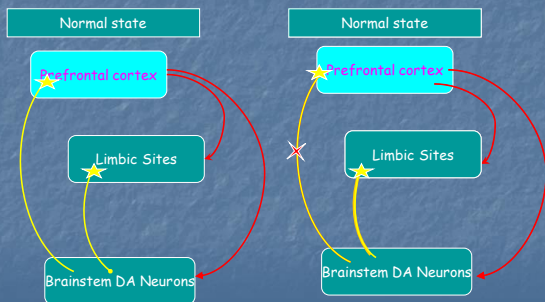 Normal state
Prefrontal cortex
Limbic Sites
Brainstem DA Neurons
Normal state
Prefrontal cortex
Limbic Sites
Brainstem DA Neurons